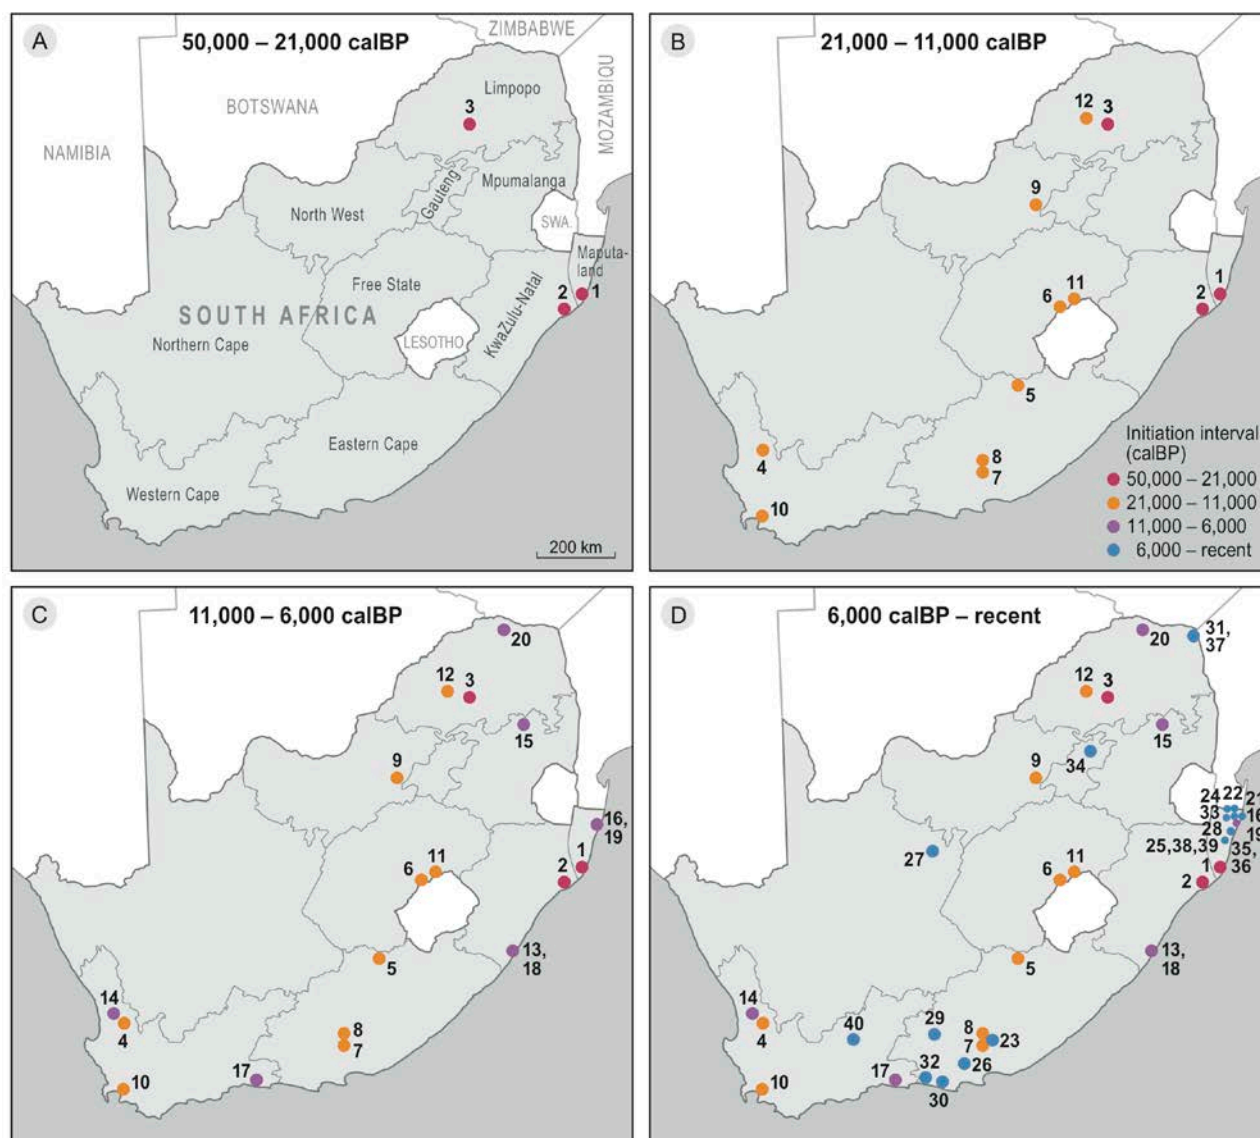 A
50,000 – 21,000 calBP
ZIMBABWE
BOTSWANA
NAMIBIA
MOZAMBIQU
Limpopo
3
Mpumalanga
Gauteng
North West
SWA.
Maputa-
land
Free State
KwaZulu-Natal
2
1
SOUTH AFRICA
Northern Cape
LESOTHO
Eastern Cape
Western Cape
200 km
B
21,000 – 11,000 calBP
12
3
9
11
6
1
2
5
8
7
4
10
Initiation interval
(calBP)
50,000 – 21,000
21,000 – 11,000
11,000 – 6,000
6,000 – recent
C
11,000 – 6,000 calBP
20
12
3
15
9
16,
19
11
6
1
2
13,
18
5
14
4
8
7
17
10
D
6,000 calBP – recent
20
31,
37
12
3
15
34
9
24 22 21
33 16
28 19
25,38,39 35,
1 36
2
27
11
6
13,
18
5
14
4
40
29
8
7
23
32
26
17
30
10